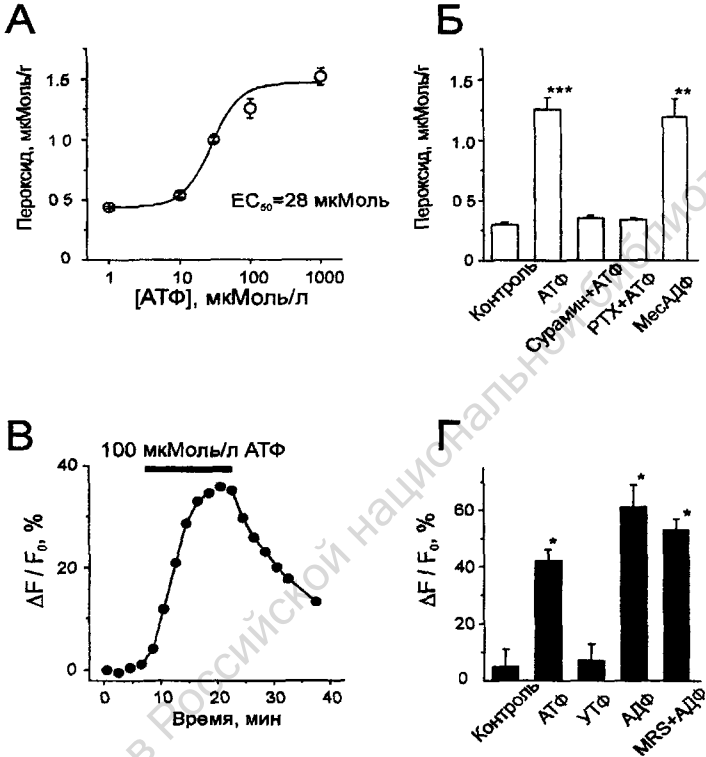 А
Пероксид, мкМоль/г
1.5
1 0
0 5
0
EC50=28 мкМоль
1
10
100
1000
[АТФ], мкМоль/л
Б
Пероксид, мкМоль/г
1.5
1 0
0 5
0
***
**
Контроль
АТФ
Сурамин+АТФ
PTX+АТФ
МесАДФ
В
100 мкМоль/л АТФ
ΔF / F0, %
40
20
0
0
10
20
30
40
Время, мин
Г
ΔF / F0, %
60
40
20
0
*
*
*
Контроль
АТФ
УТФ
АДФ
MRS+АДФ
в Российской национальной библиот